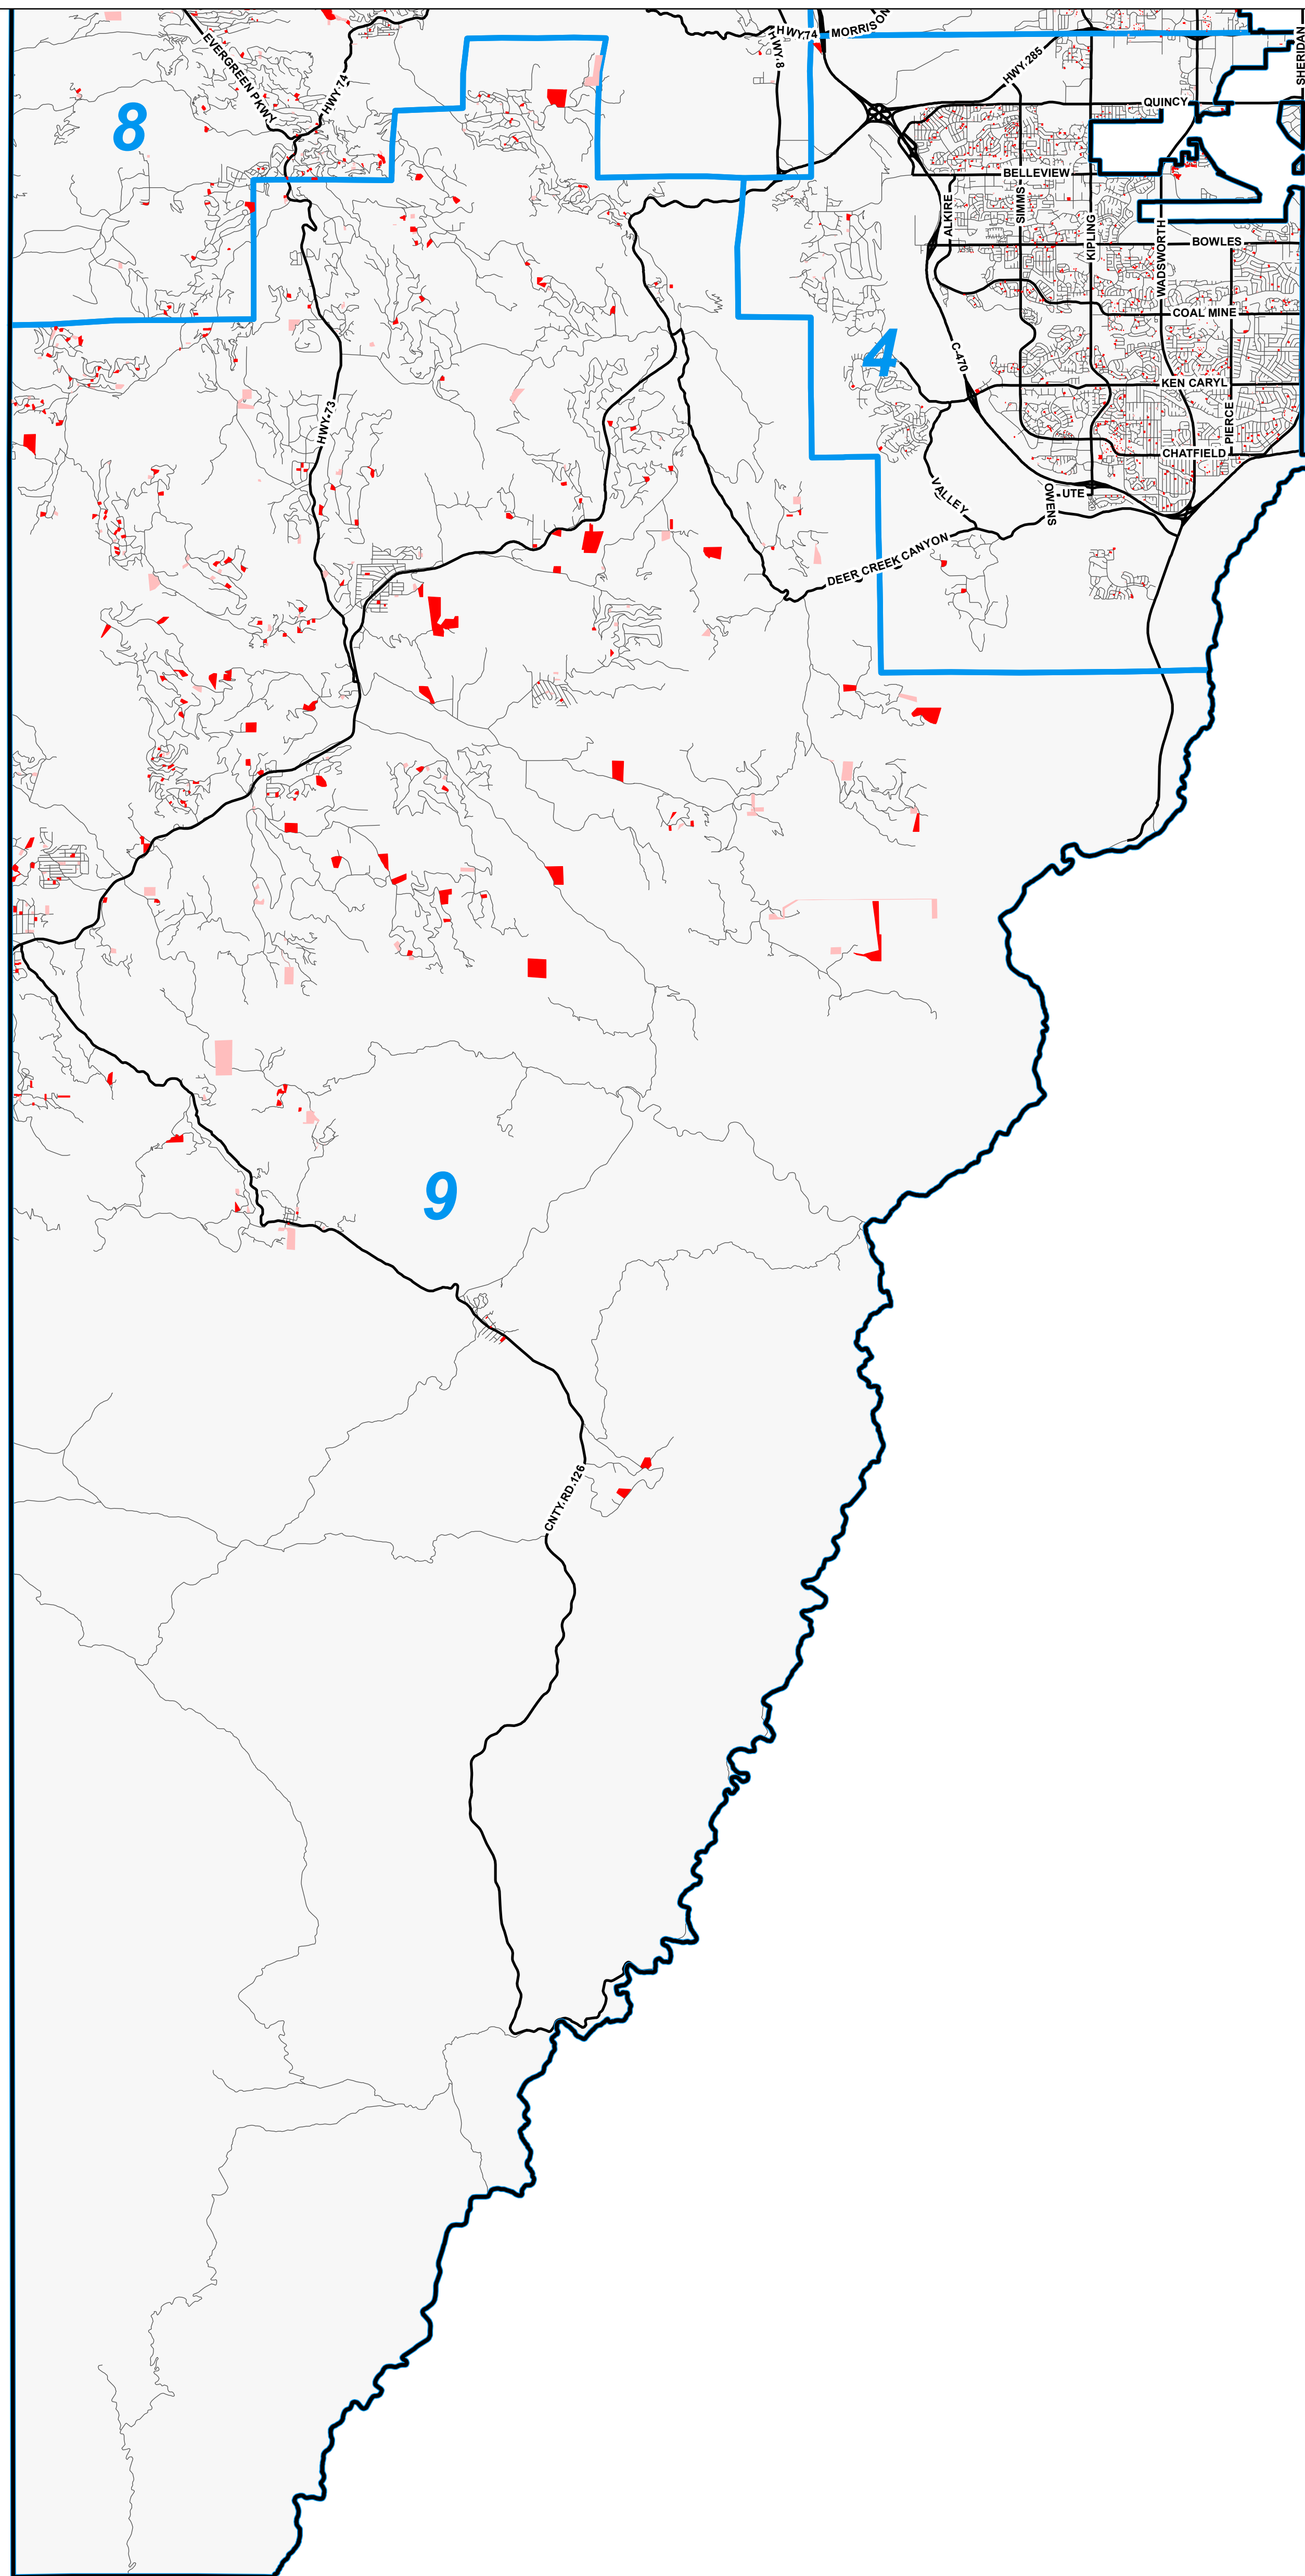 HWY 74
MORRISON
SHERIDAN
EVERGREEN PKWY
HWY 74
HWY 8
HWY 285
QUINCY
8
BELLEVIEW
ALKIRE
SIMMS
KIPLING
WADSWORTH
BOWLES
COAL MINE
4
C-470
KEN CARYL
HWY 73
PIERCE
CHATFIELD
VALLEY
OWENS
UTE
DEER CREEK CANYON
9
CNTY RD 126